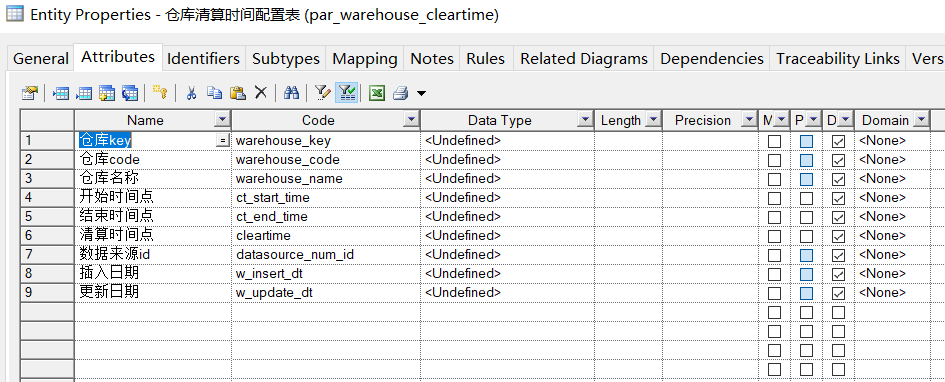 Entity Properties - 仓库清算时间配置表 (par_warehouse_cleartime)
General Attributes Identifiers Subtypes Mapping Notes Rules Related Diagrams Dependencies Traceability Links Vers
Name Code Data Type Length Precision M P D Domain
1 仓库key = warehouse_key <Undefined> <None>
2 仓库code warehouse_code <Undefined> <None>
3 仓库名称 warehouse_name <Undefined> <None>
4 开始时间点 ct_start_time <Undefined> <None>
5 结束时间点 ct_end_time <Undefined> <None>
6 清算时间点 cleartime <Undefined> <None>
7 数据来源id datasource_num_id <Undefined> <None>
8 插入日期 w_insert_dt <Undefined> <None>
9 更新日期 w_update_dt <Undefined> <None>